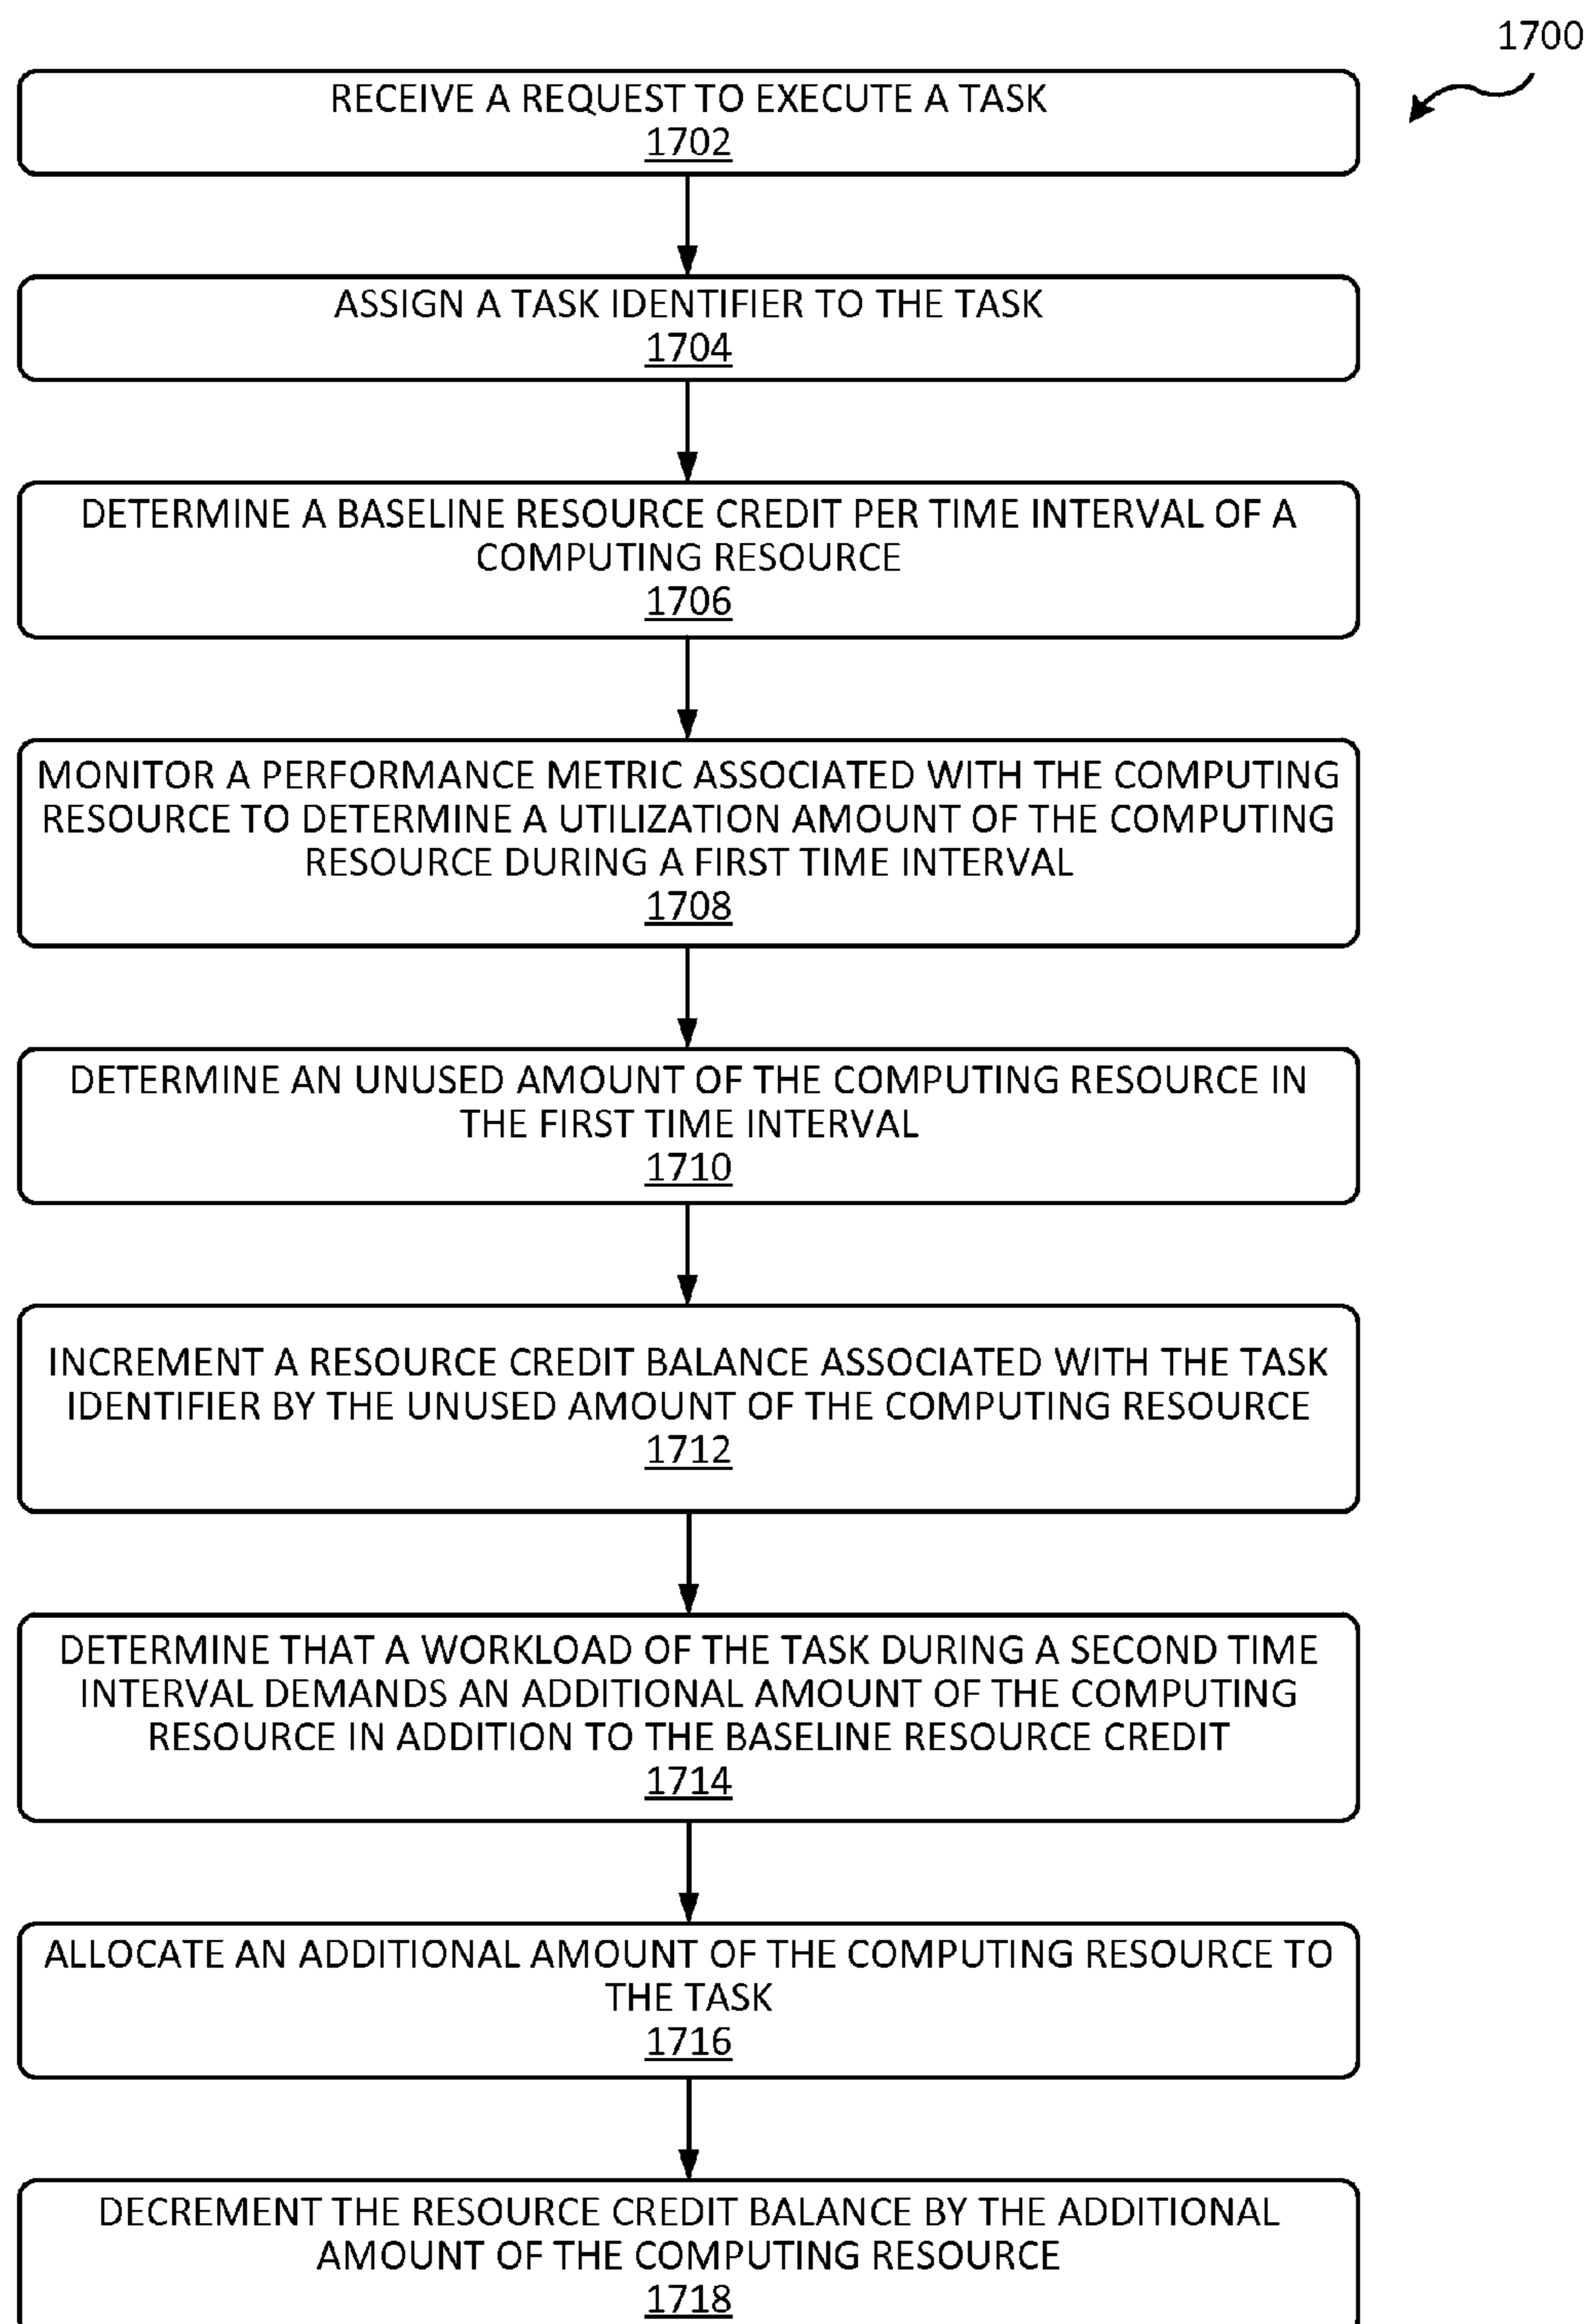 1700
RECEIVE A REQUEST TO EXECUTE A TASK
1702
ASSIGN A TASK IDENTIFIER TO THE TASK
1704
DETERMINE A BASELINE RESOURCE CREDIT PER TIME INTERVAL OF A
COMPUTING RESOURCE
1706
MONITOR A PERFORMANCE METRIC ASSOCIATED WITH THE COMPUTING
RESOURCE TO DETERMINE A UTILIZATION AMOUNT OF THE COMPUTING
RESOURCE DURING A FIRST TIME INTERVAL
1708
DETERMINE AN UNUSED AMOUNT OF THE COMPUTING RESOURCE IN
THE FIRST TIME INTERVAL
1710
INCREMENT A RESOURCE CREDIT BALANCE ASSOCIATED WITH THE TASK
IDENTIFIER BY THE UNUSED AMOUNT OF THE COMPUTING RESOURCE
1712
DETERMINE THAT A WORKLOAD OF THE TASK DURING A SECOND TIME
INTERVAL DEMANDS AN ADDITIONAL AMOUNT OF THE COMPUTING
RESOURCE IN ADDITION TO THE BASELINE RESOURCE CREDIT
1714
ALLOCATE AN ADDITIONAL AMOUNT OF THE COMPUTING RESOURCE TO
THE TASK
1716
DECREMENT THE RESOURCE CREDIT BALANCE BY THE ADDITIONAL
AMOUNT OF THE COMPUTING RESOURCE
1718